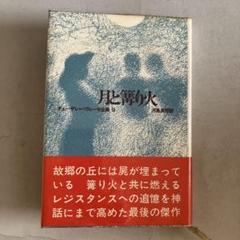 月と篝り火
チェーザレ・パヴェーゼ全集 9
故郷の丘には屍が埋まって
いる 篝り火と共に燃える
レジスタンスへの追憶を神
話にまで高めた最後の傑作